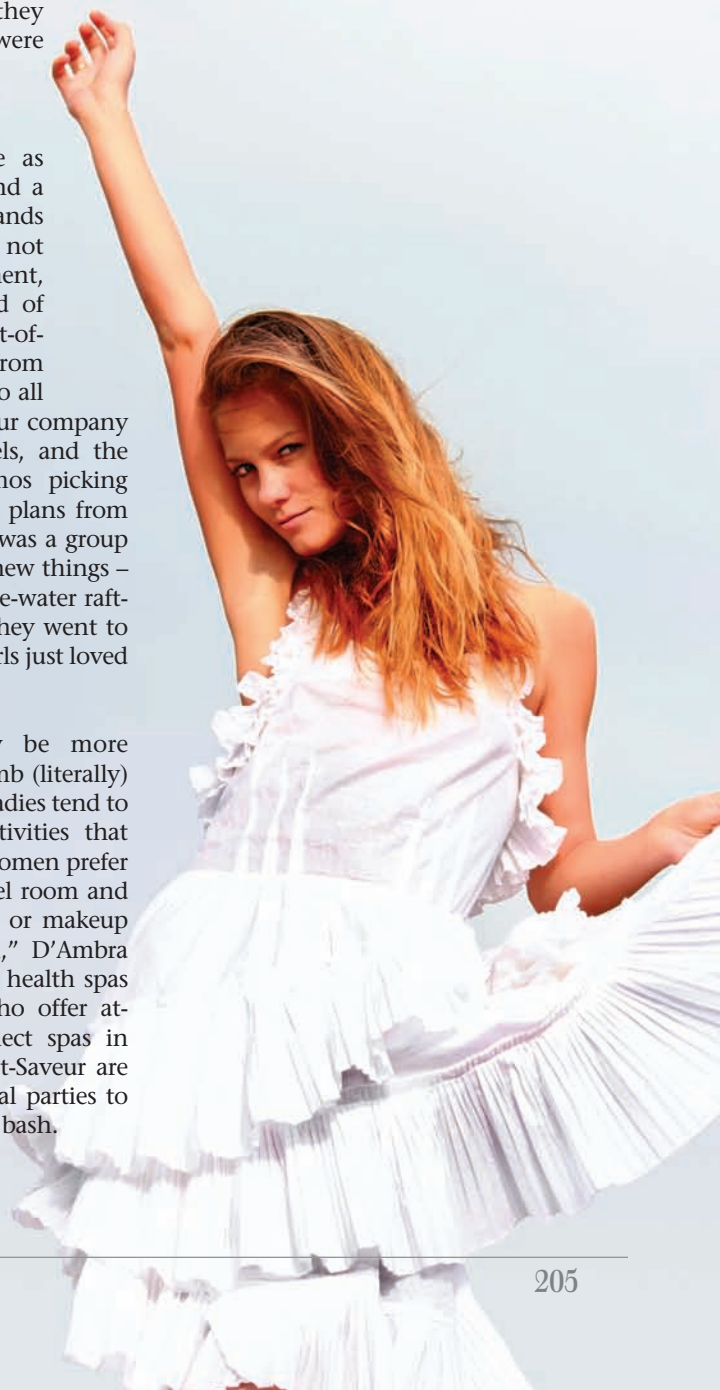 they
were
e as
nd a
ands
not
ent,
d of
t-of-
rom
o all
ur company
els, and the
nos picking
plans from
was a group
new things –
e-water raft-
hey went to
rls just loved
be more
mb (literally)
adies tend to
tivities that
omen prefer
el room and
or makeup
,” D’Ambra
health spas
ho offer at-
lect spas in
t-Saveur are
al parties to
bash.
205